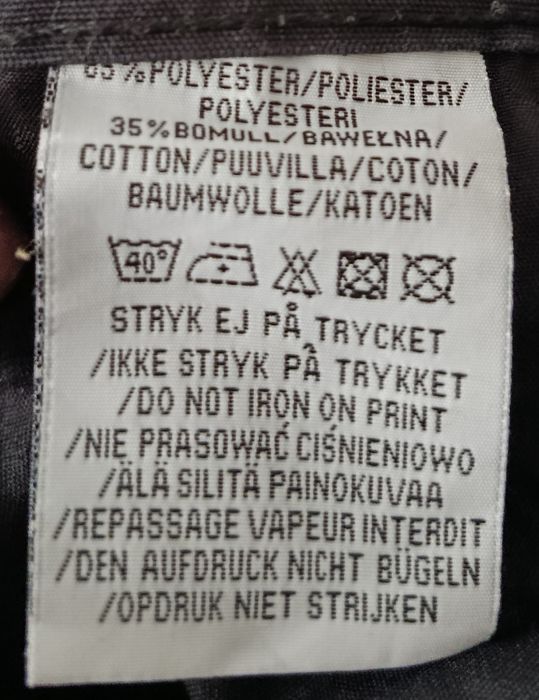 65%POLYESTER/POLIESTER/
POLYESTERI
35%BOMULL/BAWEŁNA/
COTTON/PUUVILLA/COTON/
BAUMWOLLE/KATOEN
40°
STRYK EJ PÅ TRYCKET
/IKKE STRYK PÅ TRYKKET
/DO NOT IRON ON PRINT
/NIE PRASOWAĆ CIŚNIENIOWO
/ÄLÄ SILITÄ PAINOKUVAA
/REPASSAGE VAPEUR INTERDIT
/DEN AUFDRUCK NICHT BÜGELN
/OPDRUK NIET STRIJKEN